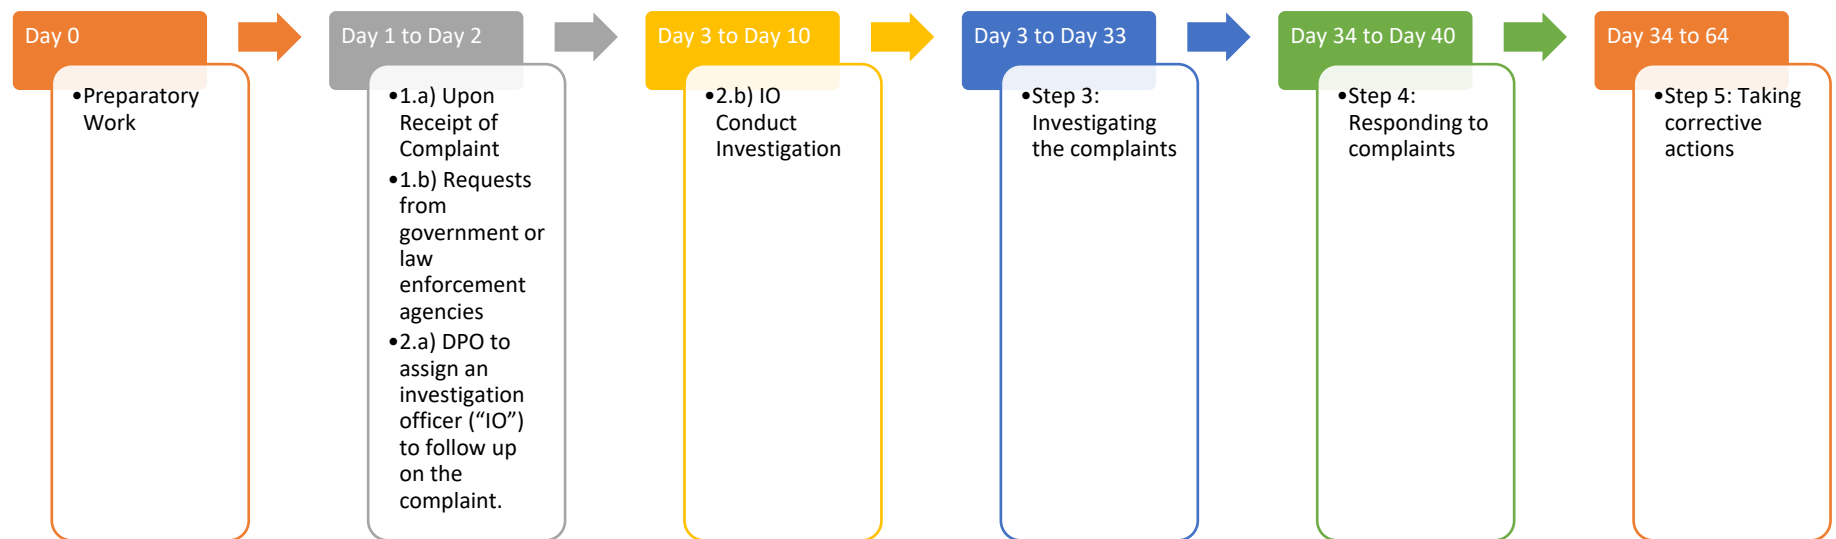 Day 0
•Preparatory
Work
Day 1 to Day 2
•1.a) Upon
Receipt of
Complaint
•1.b) Requests
from
government or
law
enforcement
agencies
•2.a) DPO to
assign an
investigation
officer (“IO”)
to follow up
on the
complaint.
Day 3 to Day 10
•2.b) IO
Conduct
Investigation
Day 3 to Day 33
•Step 3:
Investigating
the complaints
Day 34 to Day 40
•Step 4:
Responding to
complaints
Day 34 to 64
•Step 5: Taking
corrective
actions